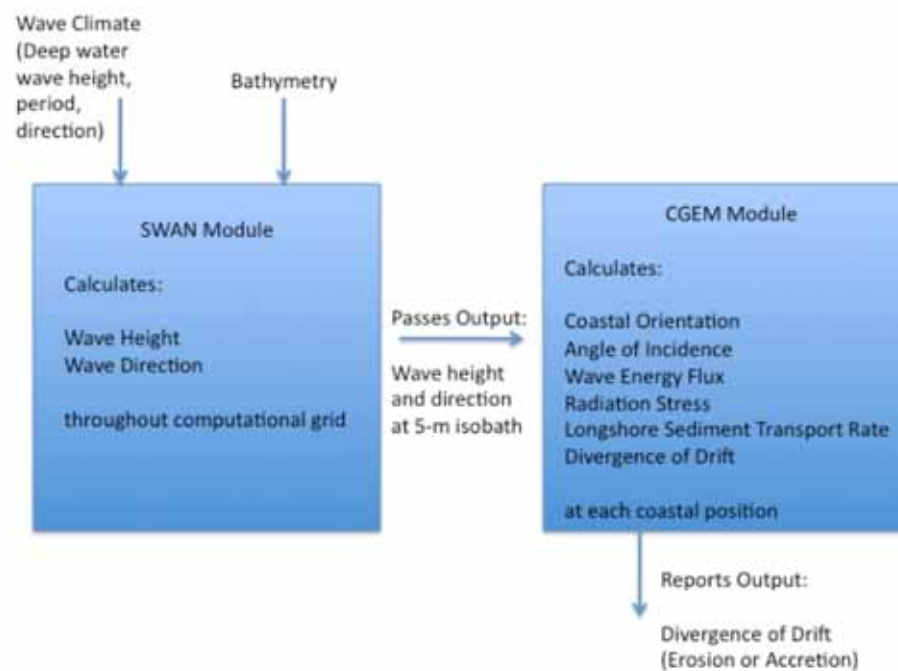 Wave Climate
(Deep water
wave height,
period,
direction)
Bathymetry
SWAN Module
Calculates:
Wave Height
Wave Direction
throughout computational grid
Passes Output:
Wave height
and direction
at 5-m isobath
CGEM Module
Calculates:
Coastal Orientation
Angle of Incidence
Wave Energy Flux
Radiation Stress
Longshore Sediment Transport Rate
Divergence of Drift
at each coastal position
Reports Output:
Divergence of Drift
(Erosion or Accretion)